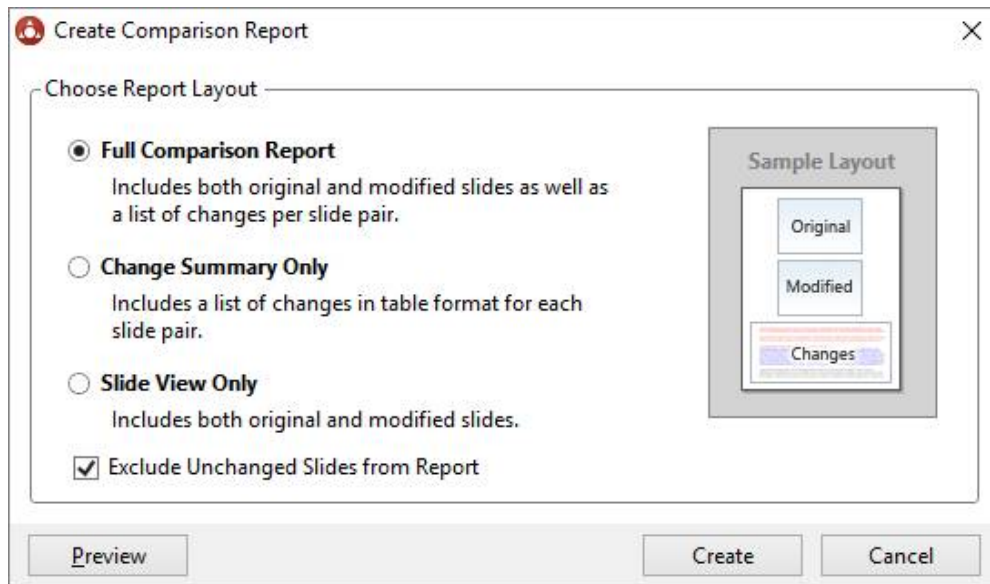 Create Comparison Report
Choose Report Layout
Full Comparison Report
Includes both original and modified slides as well as
a list of changes per slide pair.
Change Summary Only
Includes a list of changes in table format for each
slide pair.
Slide View Only
Includes both original and modified slides.
Exclude Unchanged Slides from Report
Sample Layout
Original
Modified
Changes
Preview
Create
Cancel